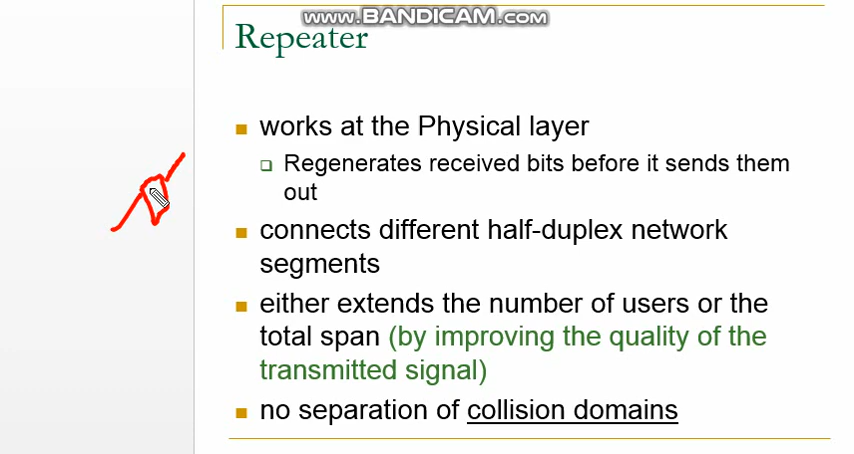 www.BANDICAM.com
Repeater
works at the Physical layer
Regenerates received bits before it sends them
out
connects different half-duplex network
segments
either extends the number of users or the
total span (by improving the quality of the
transmitted signal)
no separation of collision domains